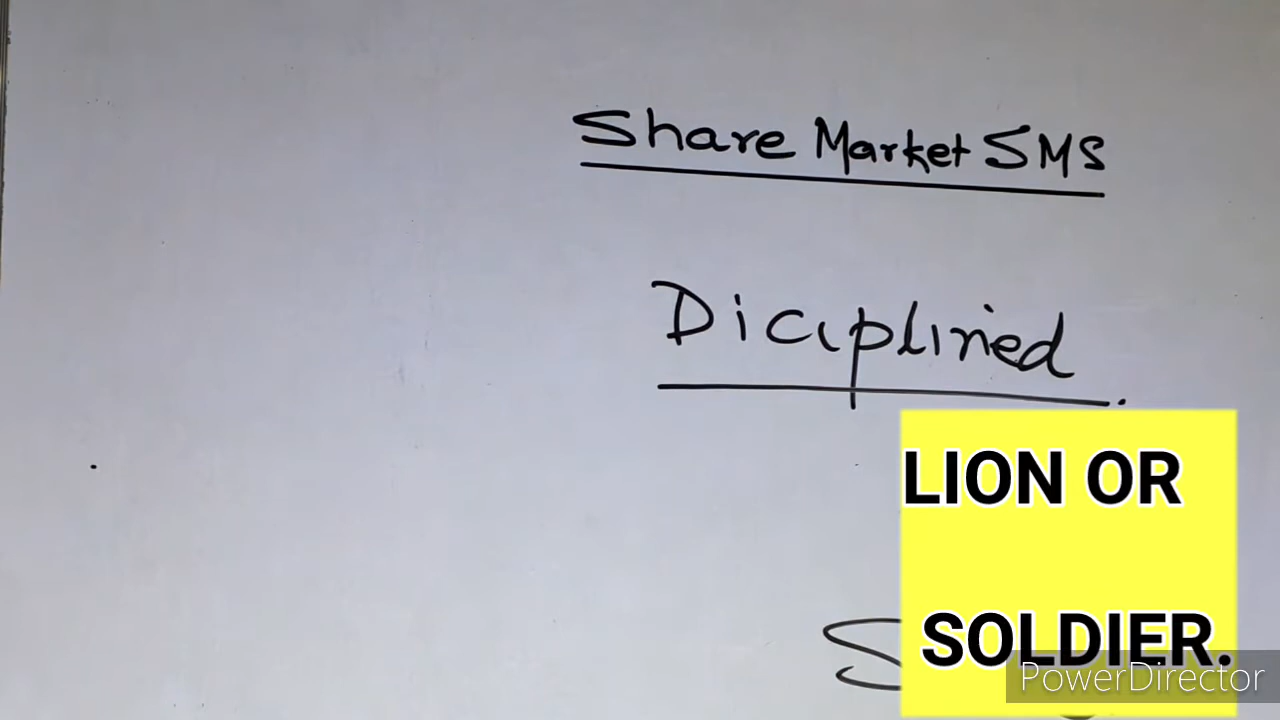 Share Market SMS
Diciplined.
LION OR
SOLDIER.
PowerDirector